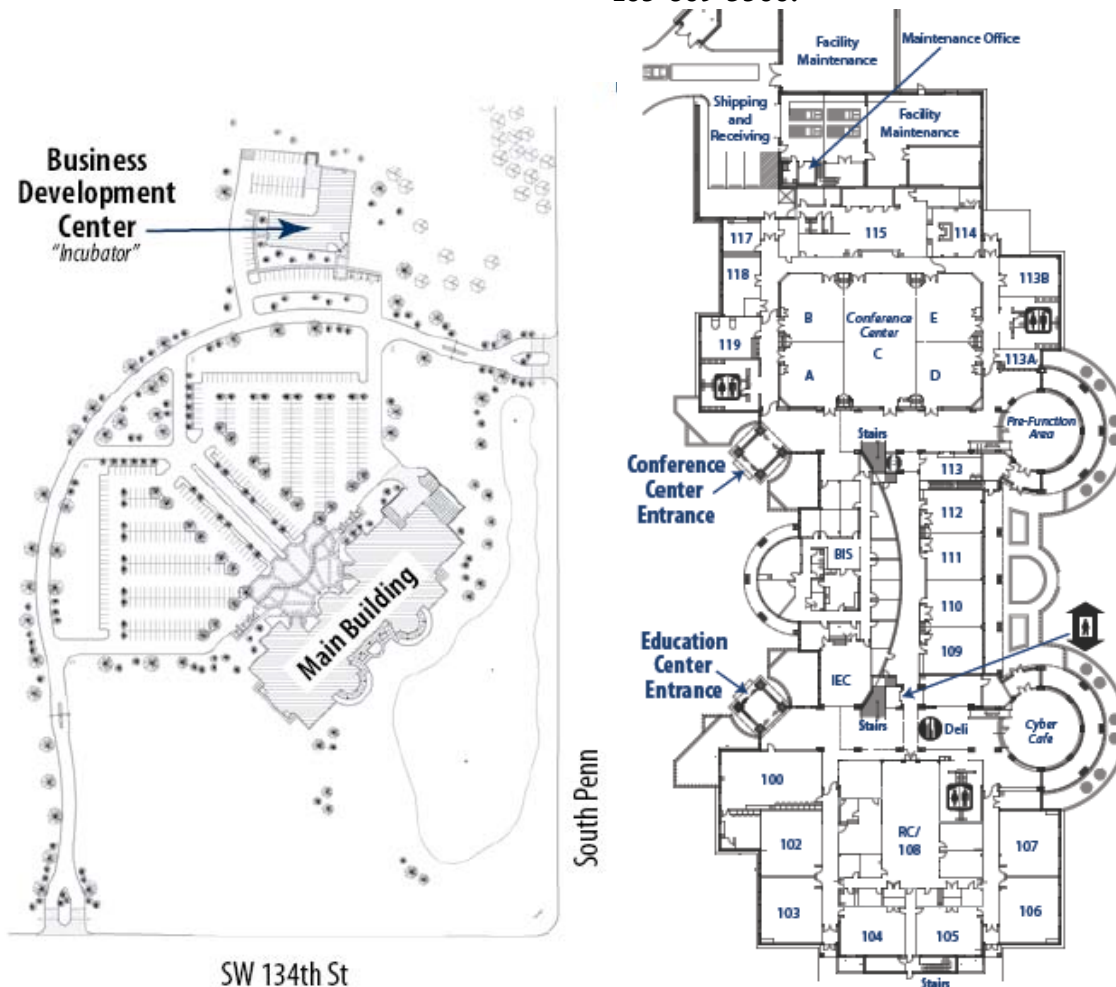 Business
Development
Center
"Incubator"
Main Building
South Penn
SW 134th St
Facility
Maintenance
Maintenance Office
Shipping
and
Receiving
Facility
Maintenance
117
115
114
118
113B
B
Conference
Center
E
119
C
A
D
113A
Stairs
Pre-Function
Area
Conference
Center
Entrance
113
112
BIS
111
110
Education
Center
Entrance
109
IEC
Stairs
Deli
Cyber
Cafe
100
RC/
108
102
107
103
106
104
105
Stairs